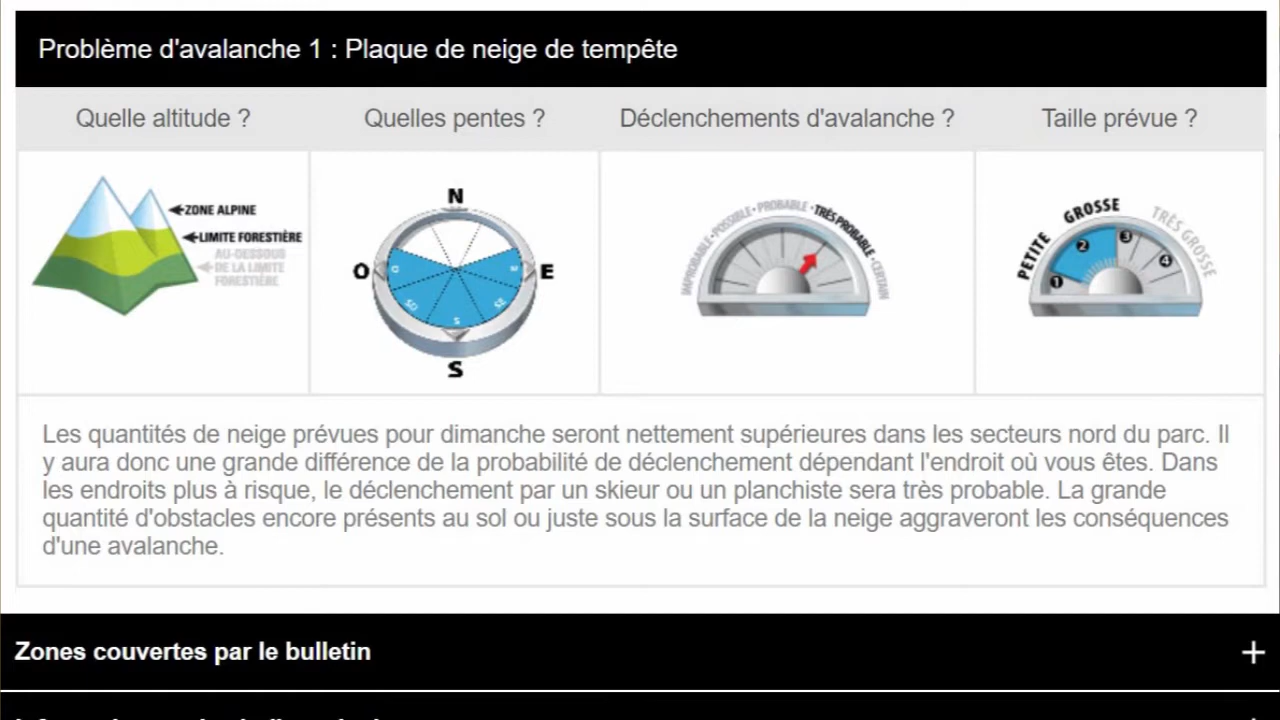 Problème d'avalanche 1 : Plaque de neige de tempête
Quelle altitude ?
Quelles pentes ?
Déclenchements d'avalanche ?
Taille prévue ?
ZONE ALPINE
LIMITE FORESTIÈRE
AU-DESSOUS
DE LA LIMITE
FORESTIÈRE
N
O
E
S
O
E
SO
SE
S
IMPROBABLE • POSSIBLE • PROBABLE • TRÈS PROBABLE • CERTAIN
PETITE
GROSSE
TRÈS GROSSE
1
2
3
4
Les quantités de neige prévues pour dimanche seront nettement supérieures dans les secteurs nord du parc. Il
y aura donc une grande différence de la probabilité de déclenchement dépendant l'endroit où vous êtes. Dans
les endroits plus à risque, le déclenchement par un skieur ou un planchiste sera très probable. La grande
quantité d'obstacles encore présents au sol ou juste sous la surface de la neige aggraveront les conséquences
d'une avalanche.
Zones couvertes par le bulletin
+